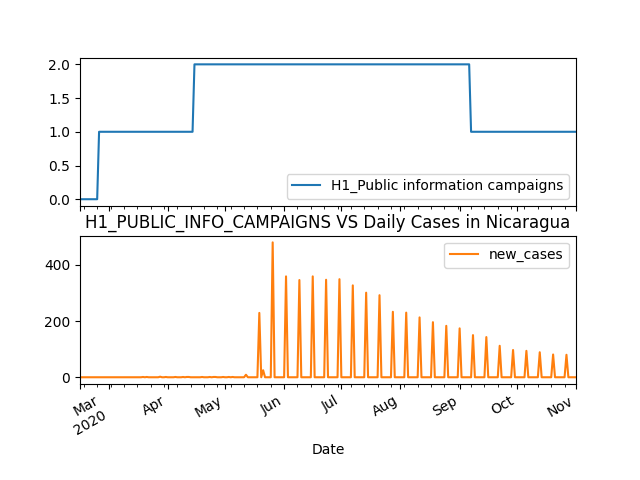 2.0
1.5
1.0
0.5
0.0
H1_Public information campaigns
H1_PUBLIC_INFO_CAMPAIGNS VS Daily Cases in Nicaragua
new_cases
400
200
0
Mar
2020
Apr
May
Jun
Jul
Aug
Sep
Oct
Nov
Date